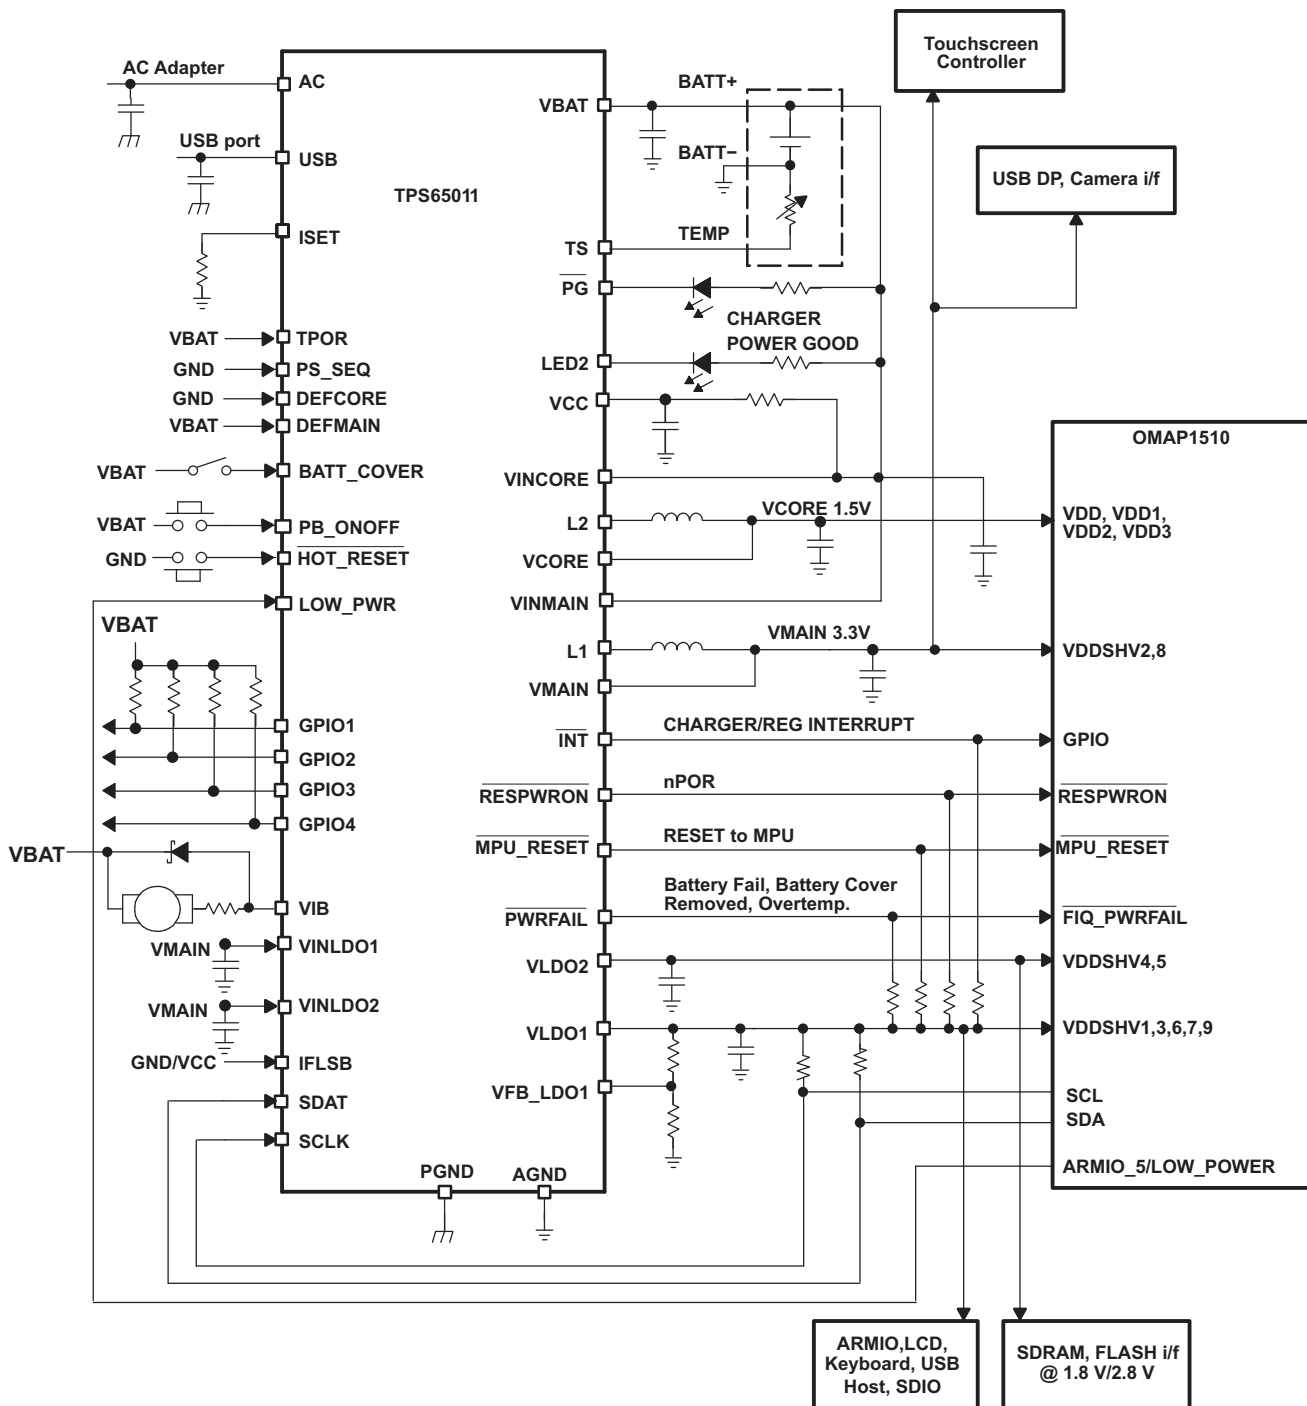 Touchscreen
Controller
AC Adapter
AC
BATT+
VBAT
USB port
USB
BATT−
USB DP, Camera i/f
TPS65011
ISET
TEMP
TS
PG
CHARGER
POWER GOOD
VBAT
TPOR
GND
PS_SEQ
LED2
GND
DEFCORE
VCC
VBAT
DEFMAIN
OMAP1510
VBAT
BATT_COVER
VINCORE
VCORE 1.5V
VBAT
PB_ONOFF
L2
VDD, VDD1,
VDD2, VDD3
GND
HOT_RESET
VCORE
LOW_PWR
VINMAIN
VBAT
VMAIN 3.3V
L1
VDDSHV2,8
VMAIN
GPIO1
CHARGER/REG INTERRUPT
INT
GPIO
GPIO2
nPOR
GPIO3
RESPWRON
RESPWRON
GPIO4
RESET to MPU
MPU_RESET
MPU_RESET
VBAT
Battery Fail, Battery Cover
Removed, Overtemp.
VIB
PWRFAIL
FIQ_PWRFAIL
VMAIN
VINLDO1
VLDO2
VDDSHV4,5
VMAIN
VINLDO2
VLDO1
VDDSHV1,3,6,7,9
GND/VCC
IFLSB
VFB_LDO1
SCL
SDAT
SDA
SCLK
ARMIO_5/LOW_POWER
PGND
AGND
ARMIO,LCD,
Keyboard, USB
Host, SDIO
SDRAM, FLASH i/f
@ 1.8 V/2.8 V